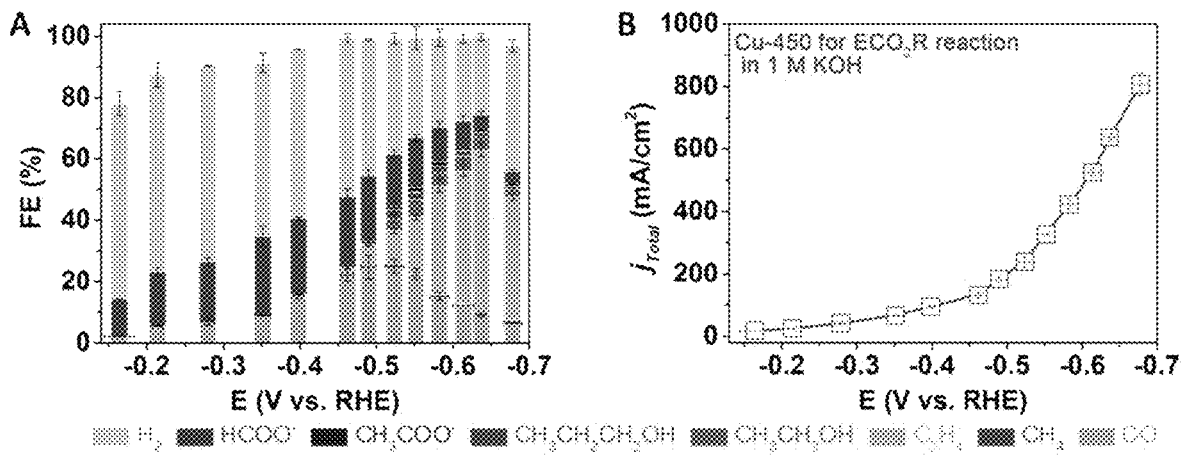 A
100
80
60
40
20
0
FE (%)
-0.2 -0.3 -0.4 -0.5 -0.6 -0.7
E (V vs. RHE)
B
Cu-450 for ECO₂R reaction
in 1 M KOH
1000
800
600
400
200
0
jTotal (mA/cm²)
-0.2 -0.3 -0.4 -0.5 -0.6 -0.7
E (V vs. RHE)
H₂ HCOO⁻ CH₃COO⁻ CH₃CH₂CH₂OH CH₃CH₂OH CO